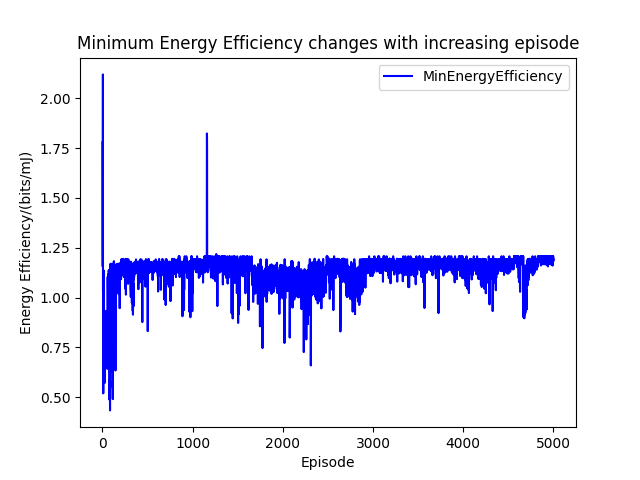 Minimum Energy Efficiency changes with increasing episode
MinEnergyEfficiency
2.00
1.75
1.50
1.25
1.00
0.75
0.50
Energy Efficiency/(bits/mJ)
0 1000 2000 3000 4000 5000
Episode